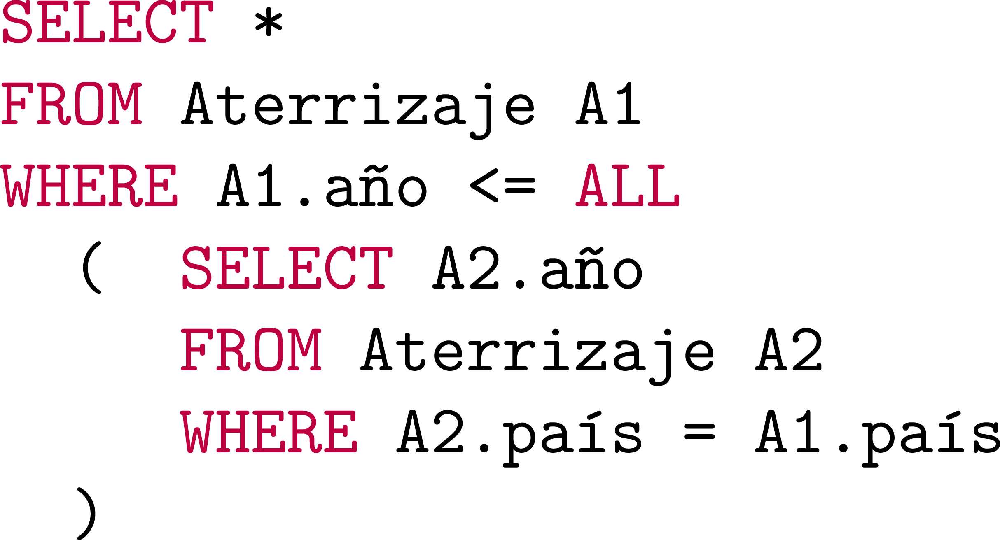 SELECT *
FROM Aterrizaje A1
WHERE A1.año <= ALL
( SELECT A2.año
FROM Aterrizaje A2
WHERE A2.país = A1.país
)